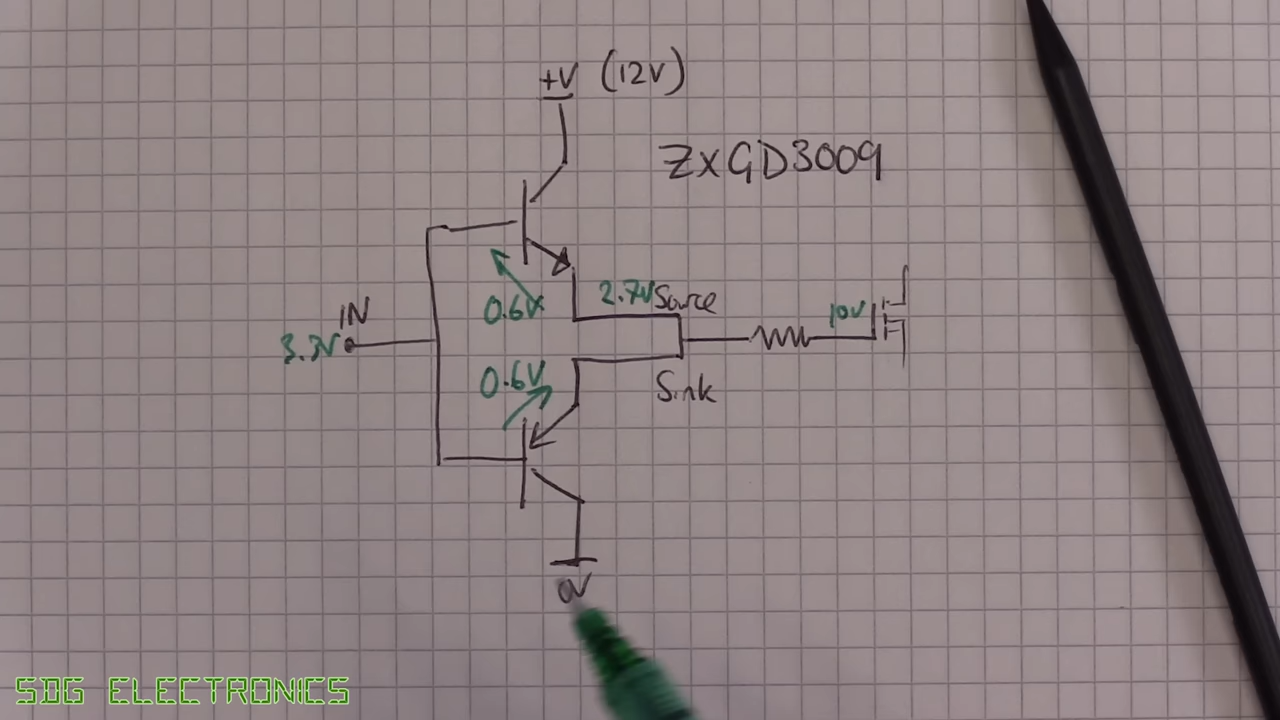 +V (12V)
ZXGD3009
IN
3.3V
0.6V
2.7V Source
10V
0.6V
Sink
0V
SDG ELECTRONICS